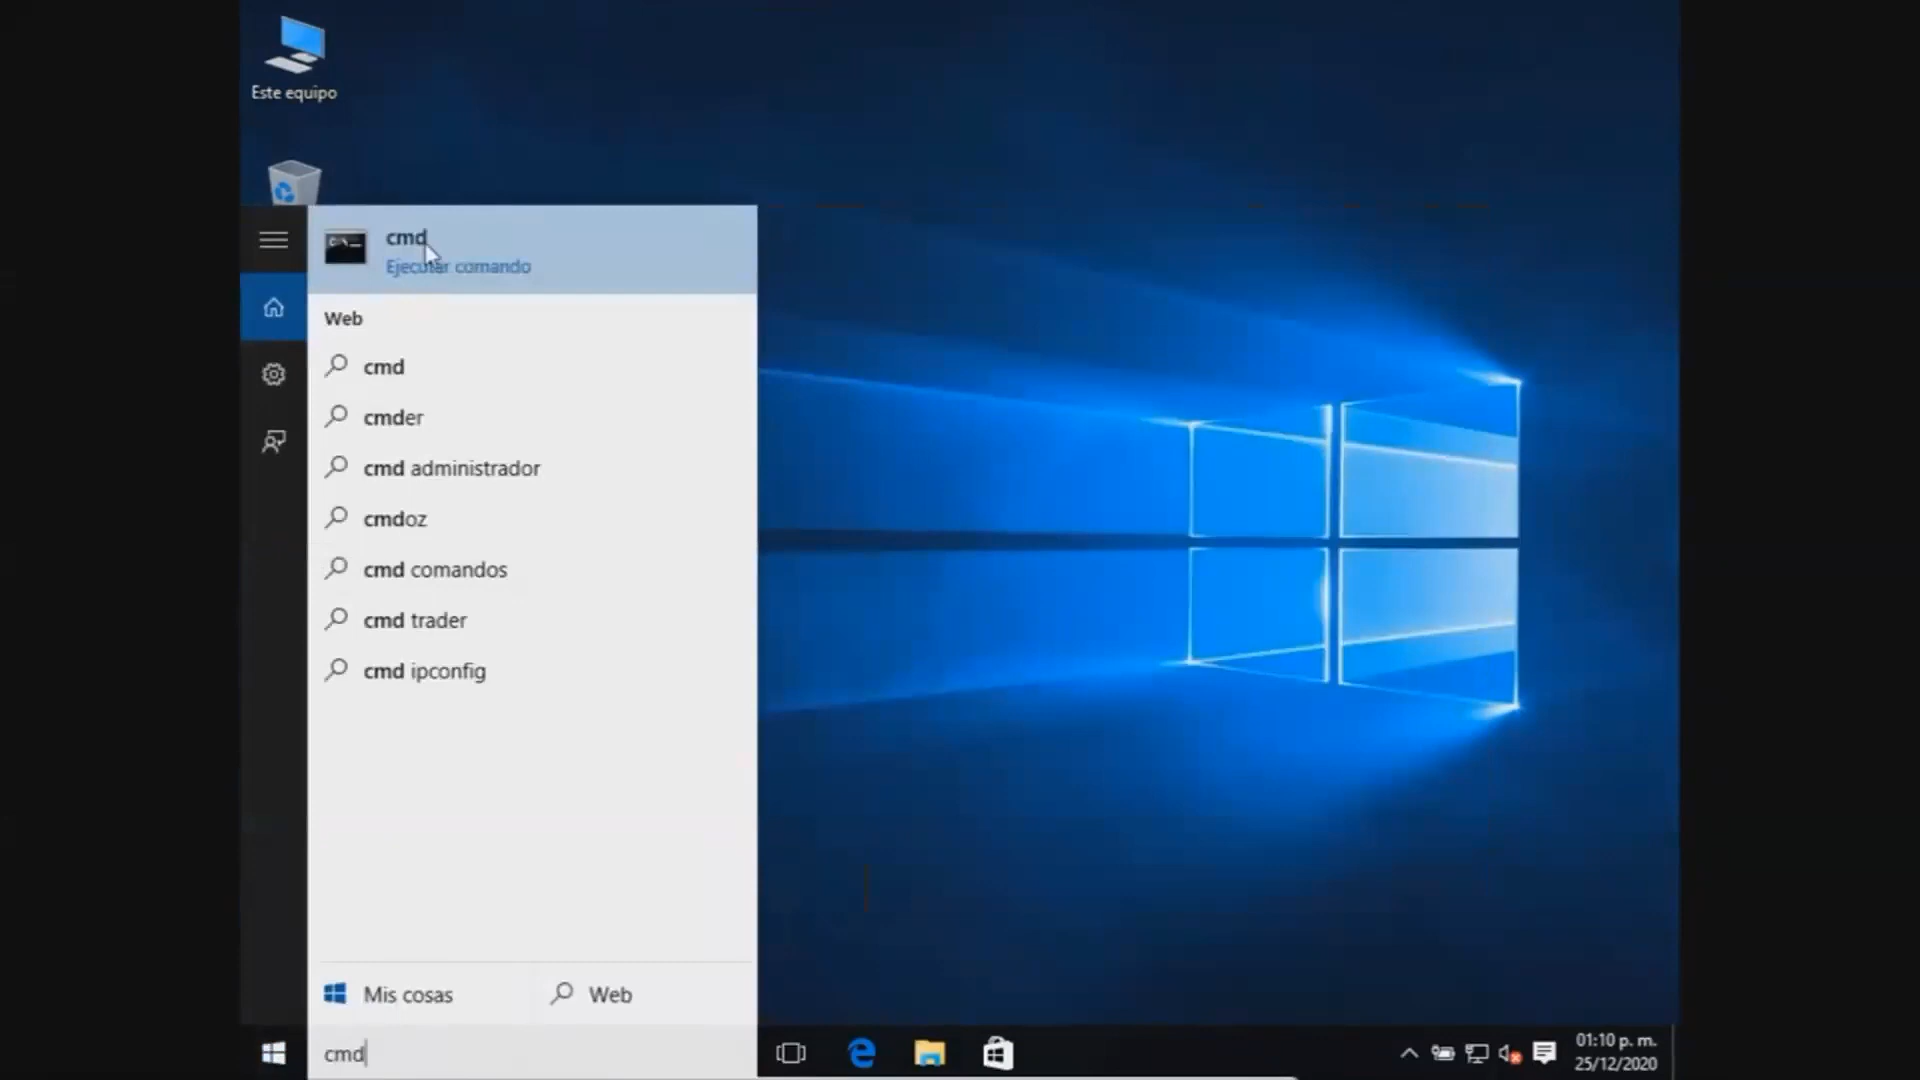 Este equipo
cmd
Ejecutar comando
Web
cmd
cmder
cmd administrador
cmdoz
cmd comandos
cmd trader
cmd ipconfig
Mis cosas
Web
cmd
01:10 p. m.
25/12/2020